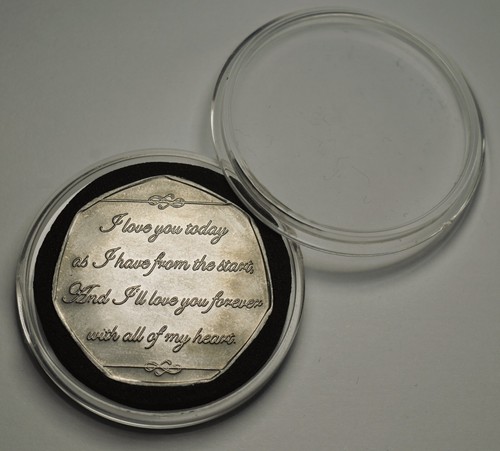 I love you today
as I have from the start,
And I'll love you forever
with all of my heart.